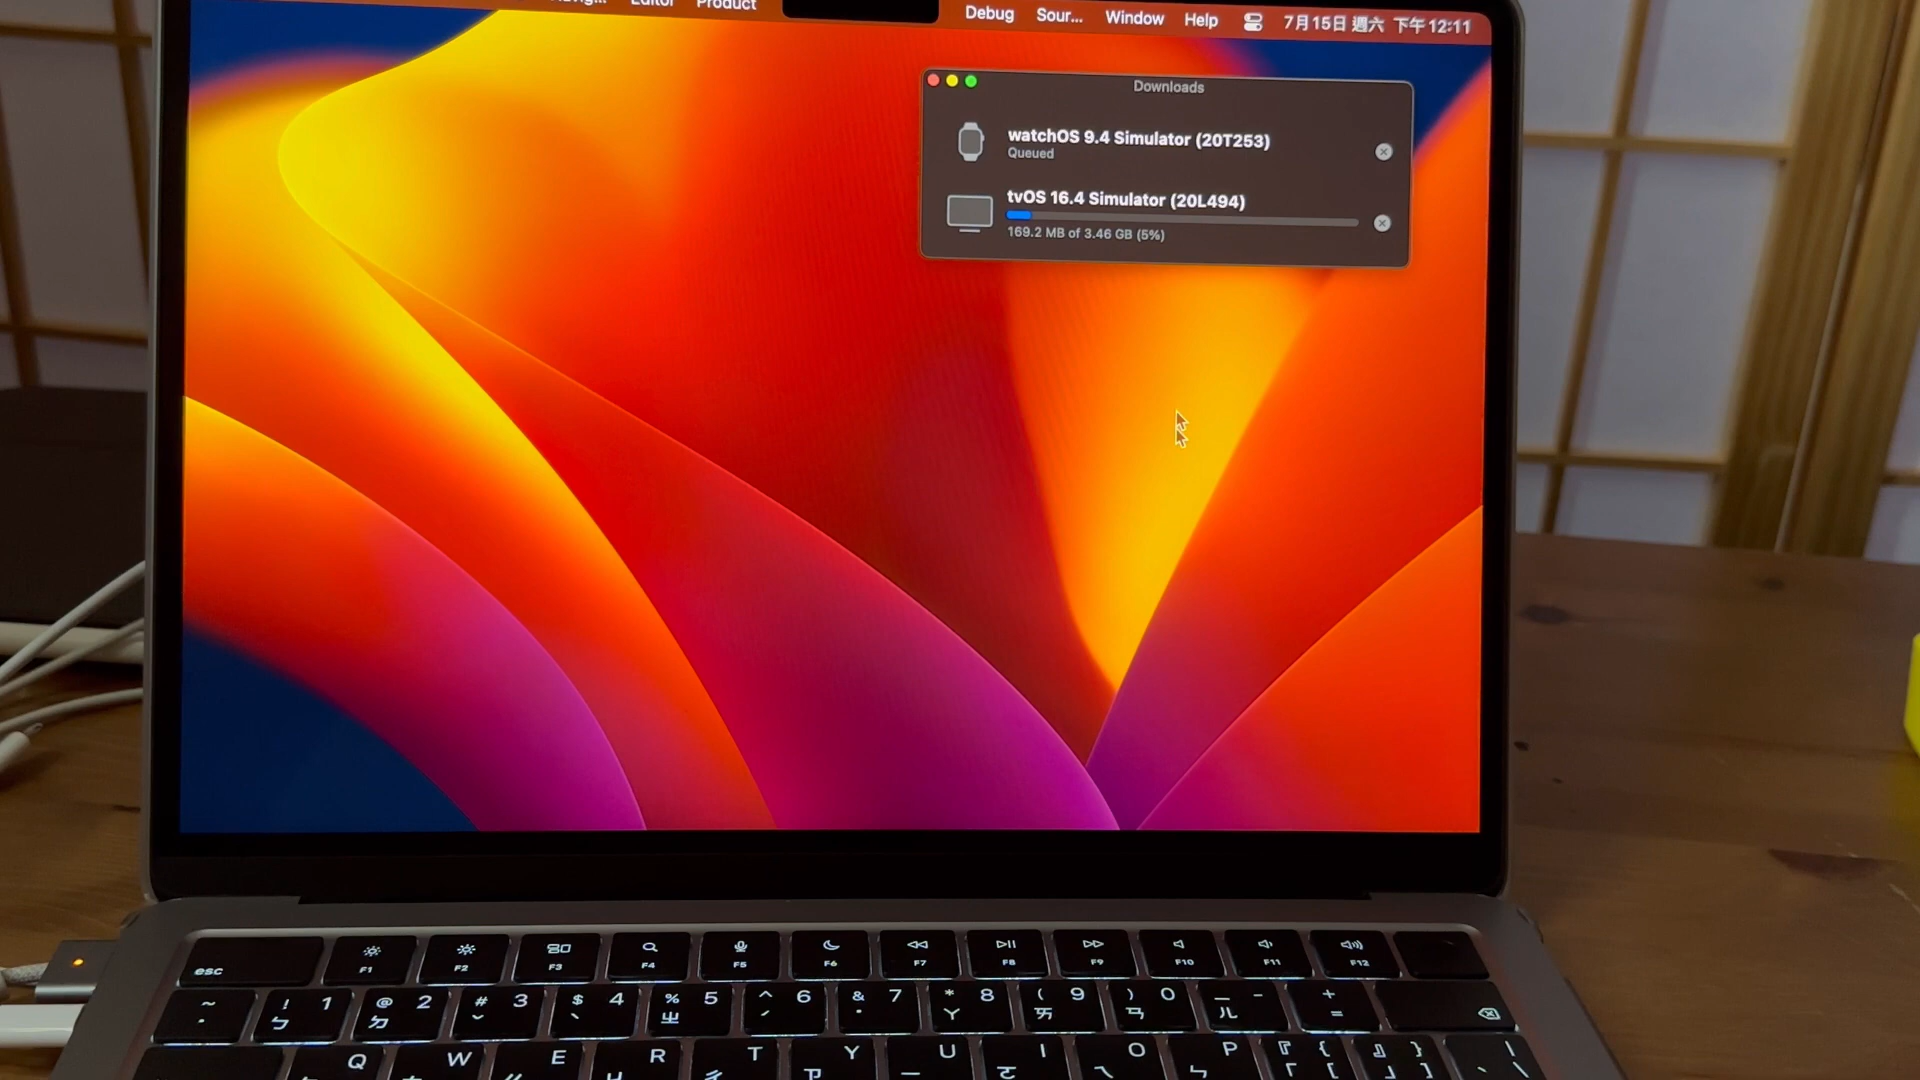 Editor Product Debug Sour... Window Help 7月15日 週六 下午12:11
Downloads
watchOS 9.4 Simulator (20T253)
Queued
tvOS 16.4 Simulator (20L494)
169.2 MB of 3.46 GB (5%)
esc F1 F2 F3 F4 F5 F6 F7 F8 F9 F10 F11 F12
~ ! 1 @ 2 # 3 $ 4 % 5 ^ 6 & 7 * 8 ( 9 ) 0 _ - + =
ㄅ ㄉ ˇ ˋ ㄓ ˊ ˙ ㄚ ㄞ ㄢ ㄦ
Q W E R T Y U I O P 『 { 』 } | \
「 [ 」 ]